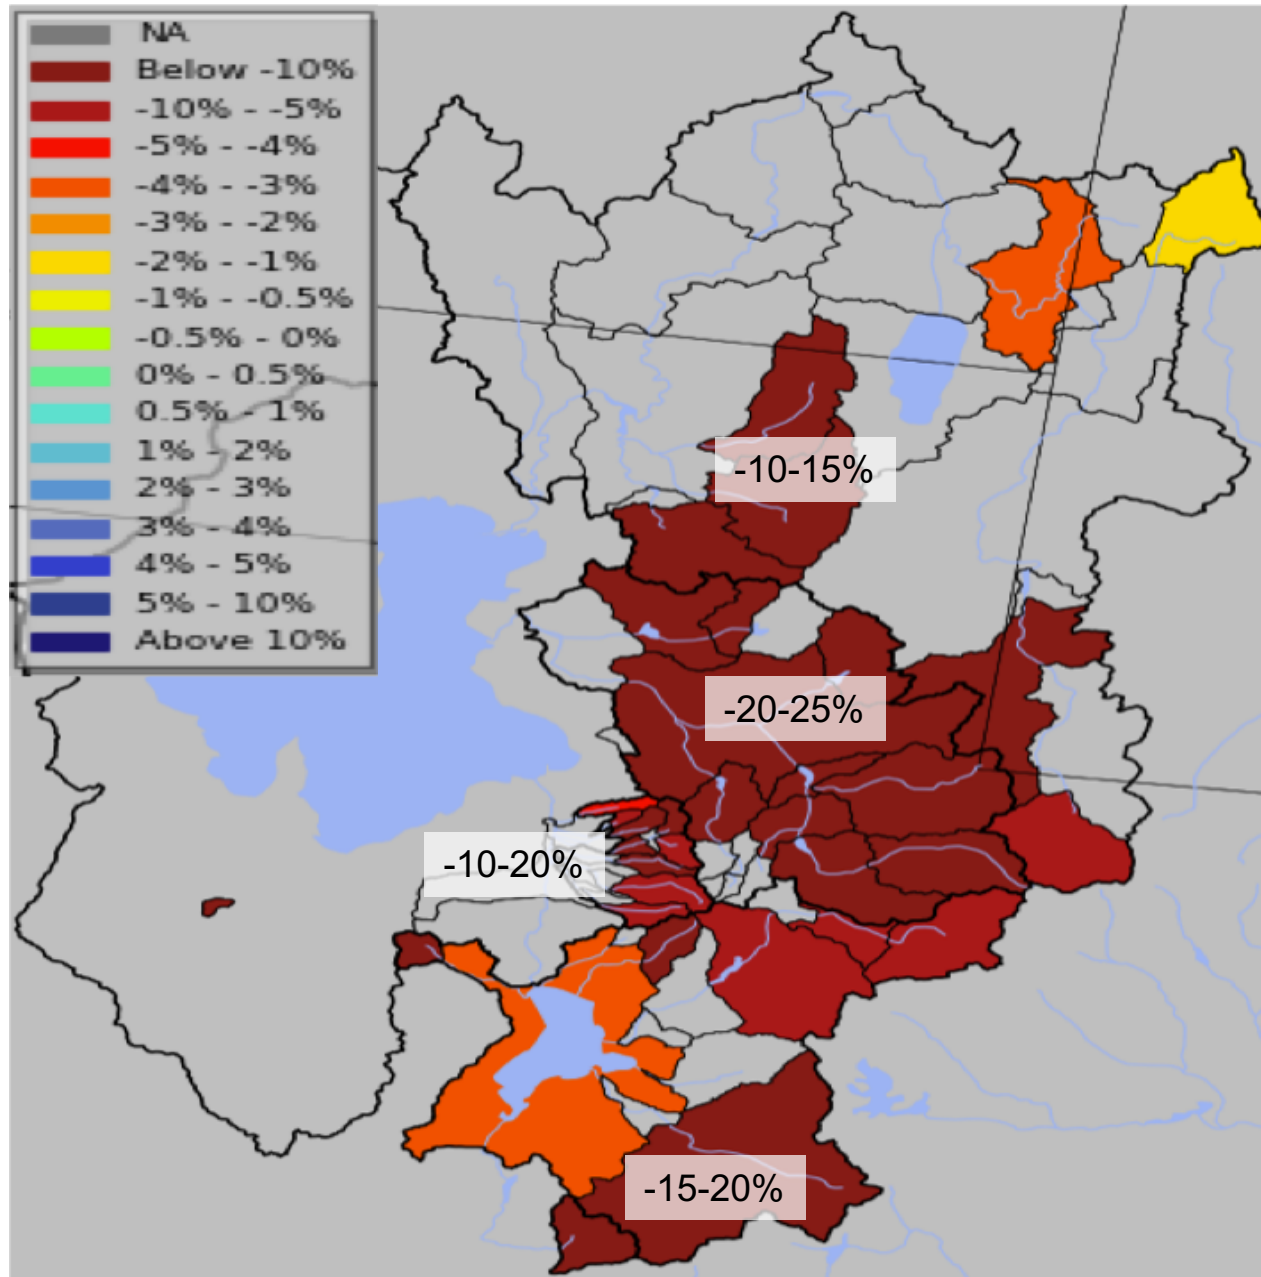 NA
Below -10%
-10% - -5%
-5% - -4%
-4% - -3%
-3% - -2%
-2% - -1%
-1% - -0.5%
-0.5% - 0%
0% - 0.5%
0.5% - 1%
1% - 2%
2% - 3%
3% - 4%
4% - 5%
5% - 10%
Above 10%
-10-15%
-20-25%
-10-20%
-15-20%